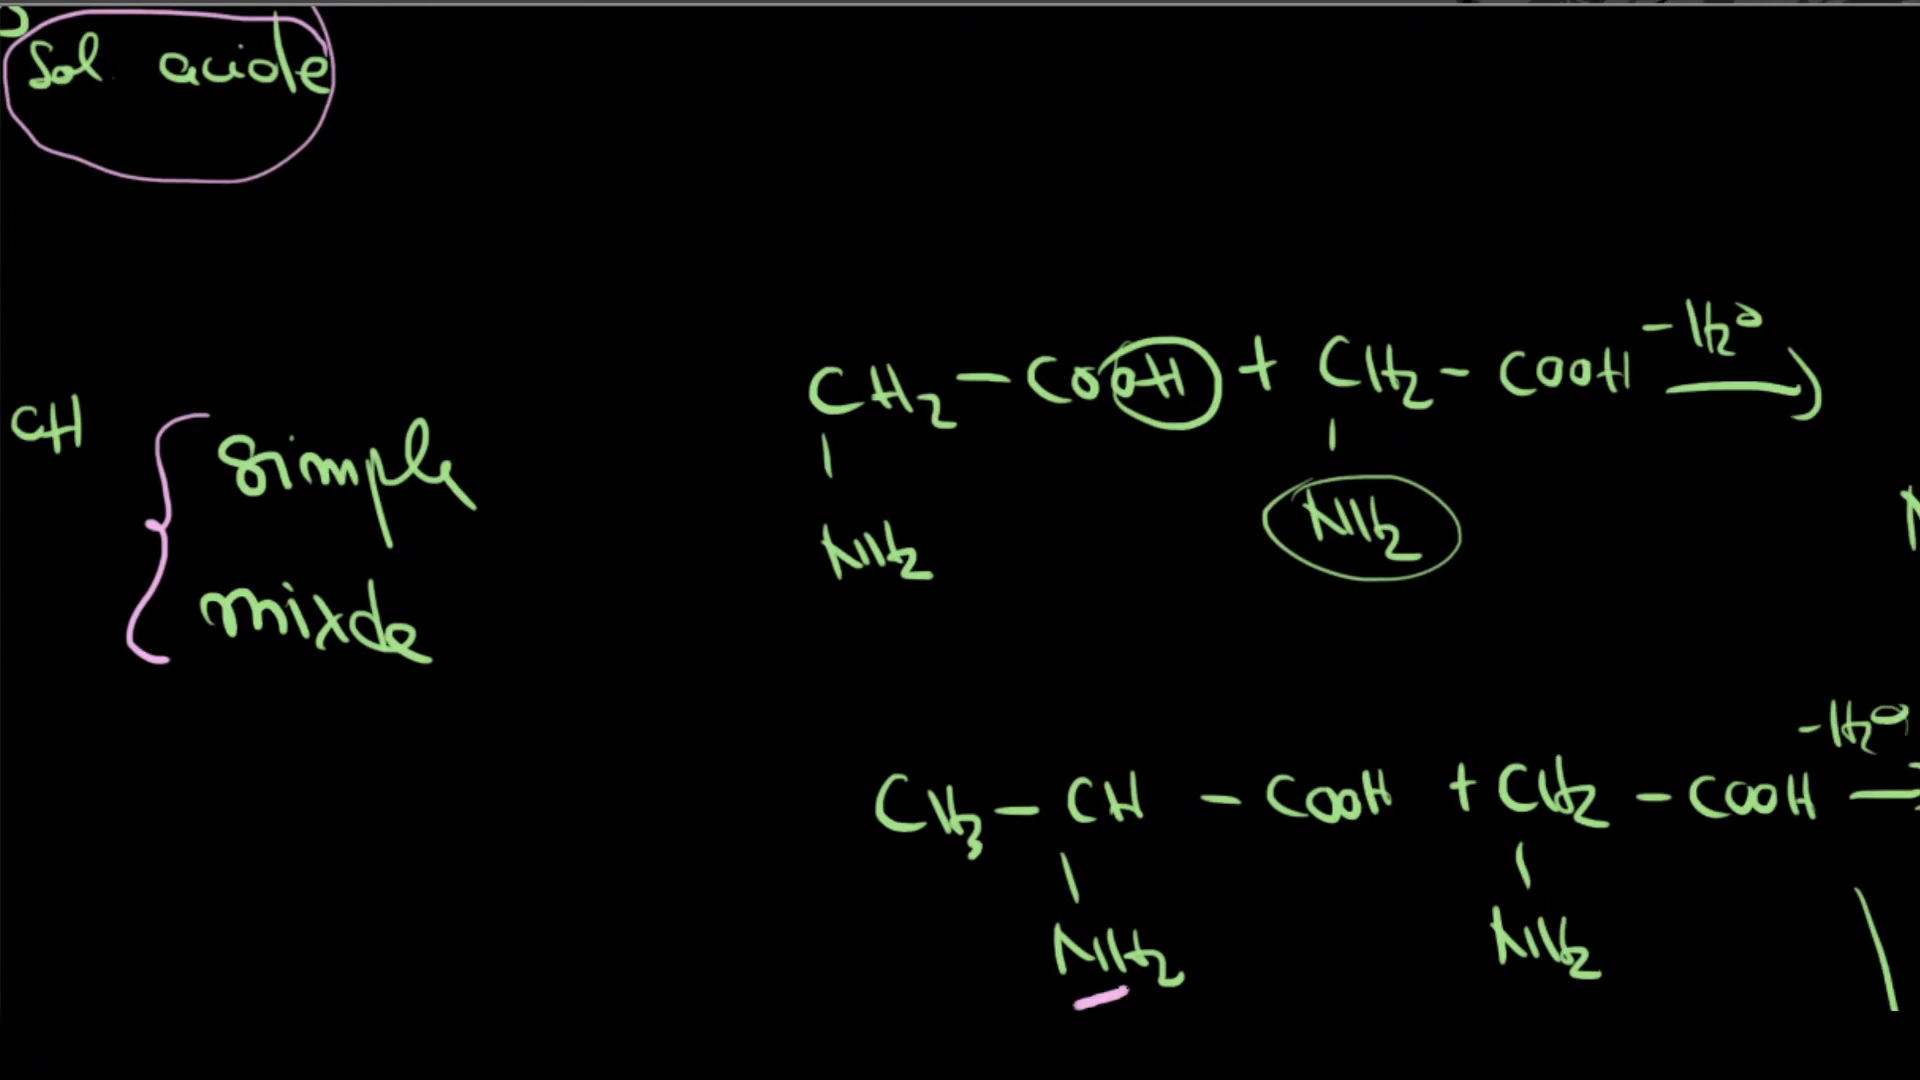 Sol acide
CH2 - COOH + CH2 - COOH -H2O
NH2 NH2
CH
simple
mixde
CH3 - CH - COOH + CH2 - COOH -H2O
NH2 NH2